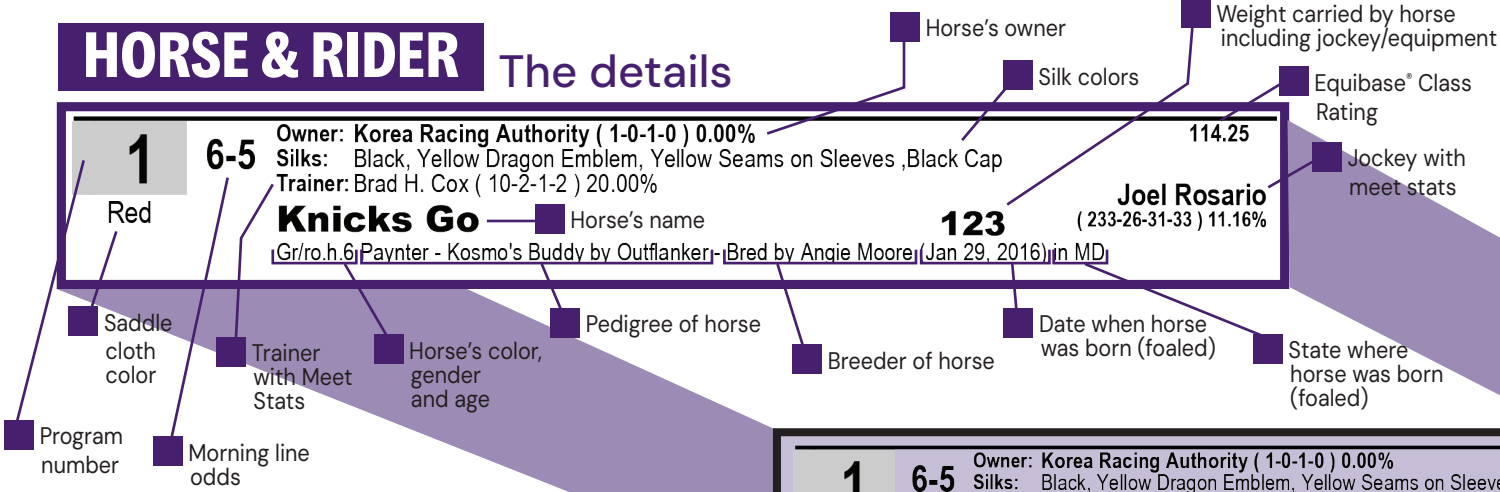 HORSE & RIDER The details
Horse's owner
Silk colors
Weight carried by horse
including jockey/equipment
Equibase® Class
Rating
Jockey with
meet stats
1
Red
6-5
Owner: Korea Racing Authority ( 1-0-1-0 ) 0.00%
Silks: Black, Yellow Dragon Emblem, Yellow Seams on Sleeves ,Black Cap
Trainer: Brad H. Cox ( 10-2-1-2 ) 20.00%
Knicks Go
Horse's name
Gr/ro.h.6 Paynter - Kosmo's Buddy by Outflanker - Bred by Angie Moore (Jan 29, 2016) in MD
123
114.25
Joel Rosario
( 233-26-31-33 ) 11.16%
Saddle
cloth
color
Trainer
with Meet
Stats
Horse's color,
gender
and age
Pedigree of horse
Breeder of horse
Date when horse
was born (foaled)
State where
horse was born
(foaled)
Program
number
Morning line
odds
1
6-5
Owner: Korea Racing Authority ( 1-0-1-0 ) 0.00%
Silks: Black, Yellow Dragon Emblem, Yellow Seams on Sleeve